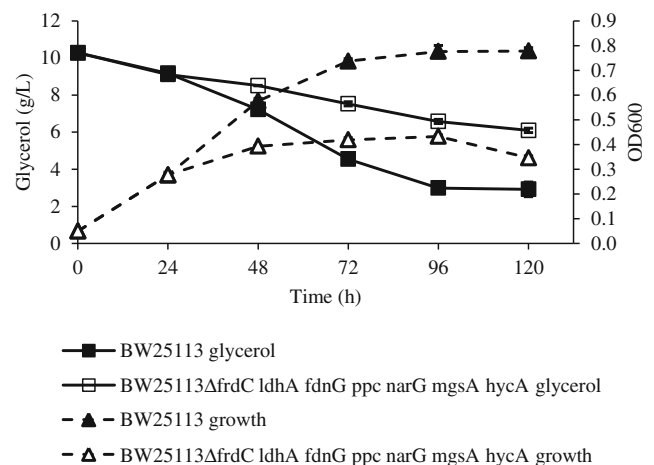 12
10
8
6
4
2
0
Glycerol (g/L)
0.9
0.8
0.7
0.6
0.5
0.4
0.3
0.2
0.1
0.0
OD600
0 24 48 72 96 120
Time (h)
BW25113 glycerol
BW25113ΔfrdC ldhA fdnG ppc narG mgsA hycA glycerol
BW25113 growth
BW25113ΔfrdC ldhA fdnG ppc narG mgsA hycA growth